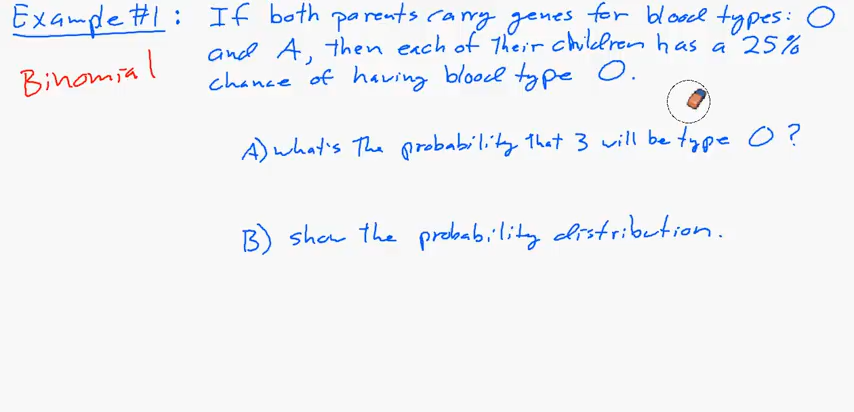 Example #1: If both parents carry genes for blood types: O
and A, then each of their children has a 25%
Binomial
chance of having blood type O.
A) what's the probability that 3 will be type O?
B) show the probability distribution.